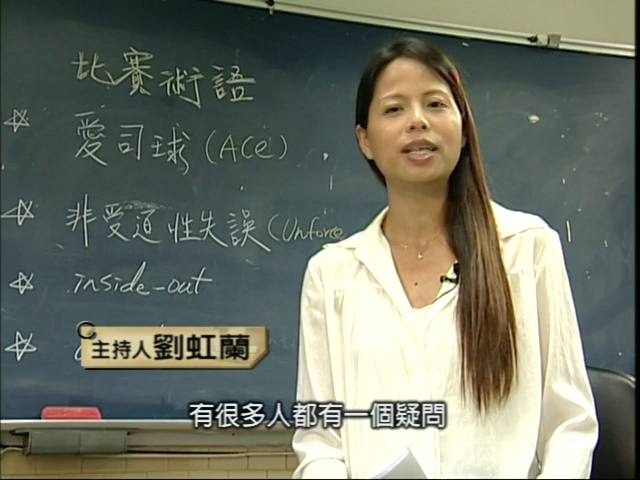 比賽術語
☆ 愛司球 (Ace)
☆ 非受迫性失誤 (Unforce
☆ inside-out
☆
主持人 劉虹蘭
有很多人都有一個疑問